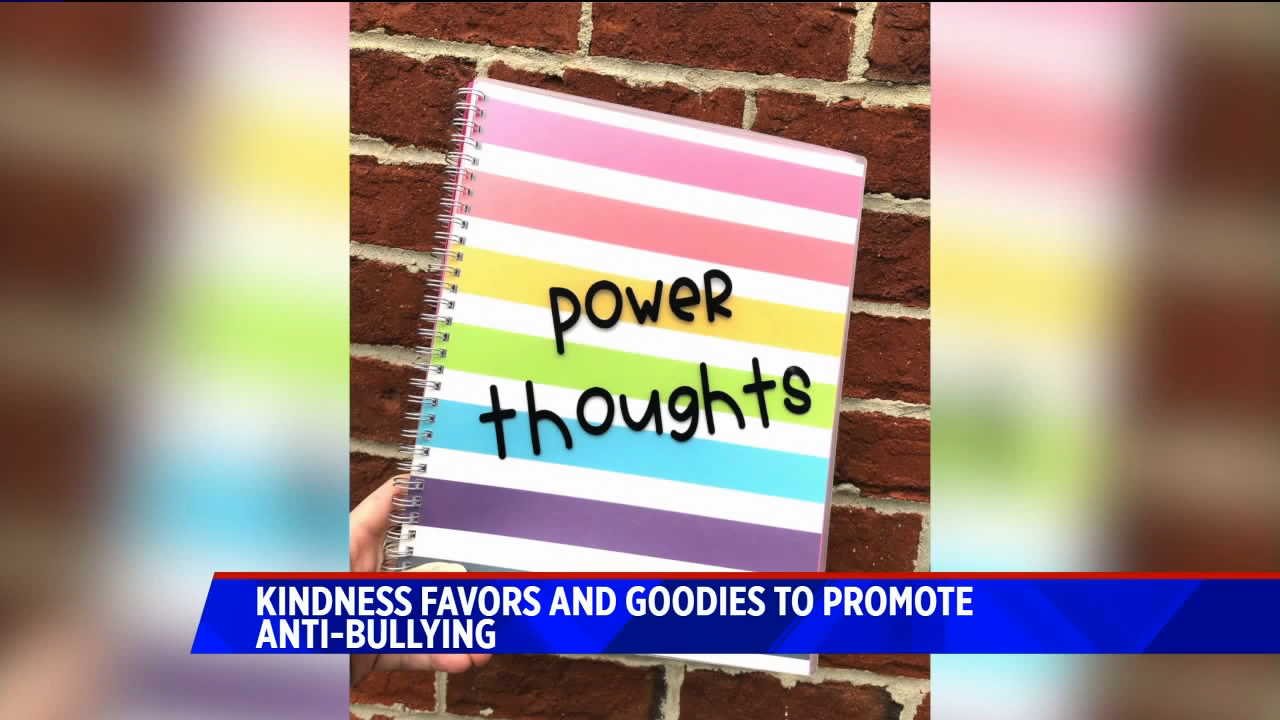 power
thoughts
KINDNESS FAVORS AND GOODIES TO PROMOTE
ANTI-BULLYING